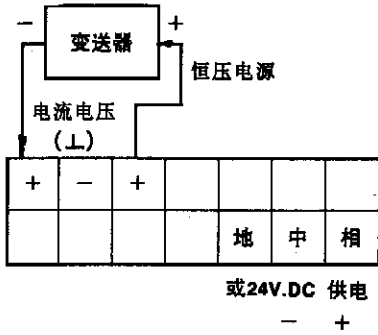 − +
变送器
恒压电源
电流电压
(⊥)
+ − +
地 中 相
或24V.DC 供电
− +